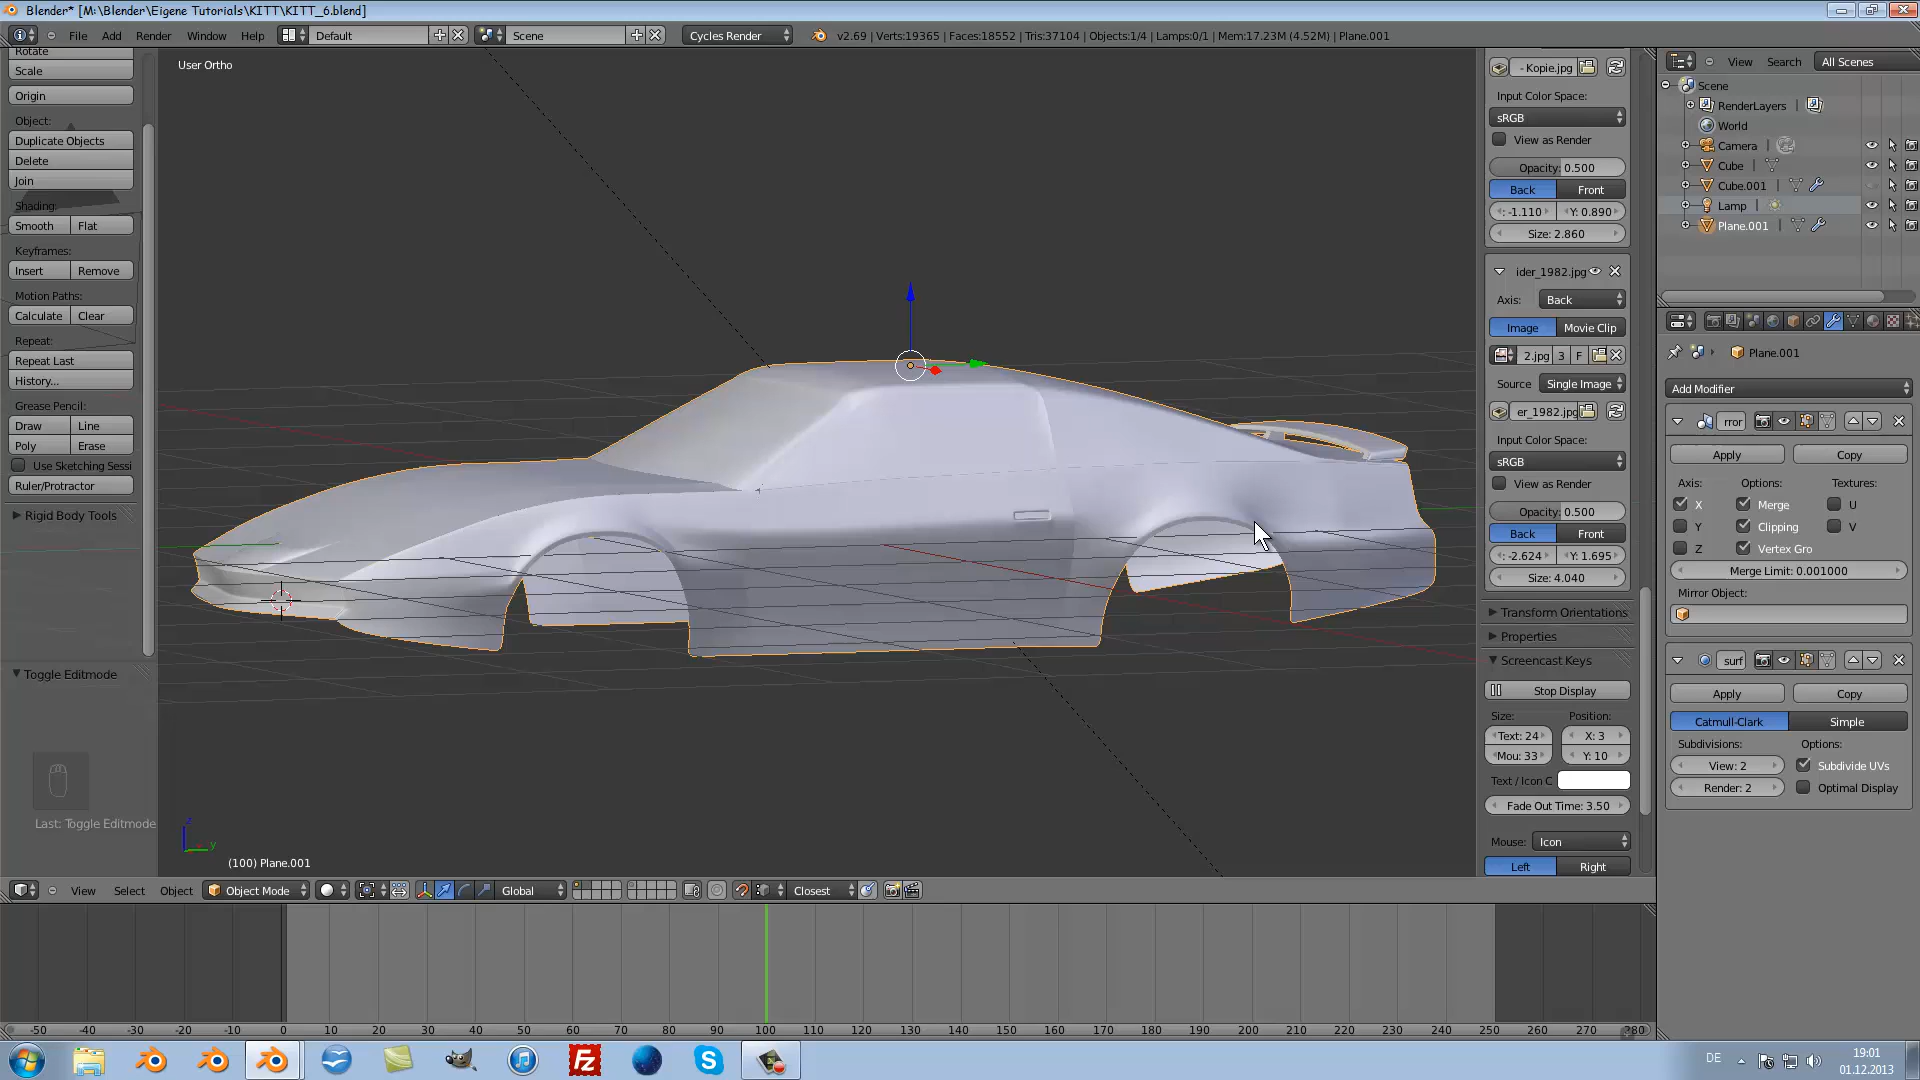 Blender* [M:\Blender\Eigene Tutorials\KITT\KITT_6.blend]
File Add Render Window Help Default Scene Cycles Render v2.69 | Verts:19365 | Faces:18552 | Tris:37104 | Objects:1/4 | Lamps:0/1 | Mem:17.23M (4.52M) | Plane.001
Rotate
Scale
Origin
Object:
Duplicate Objects
Delete
Join
Shading:
Smooth Flat
Keyframes:
Insert Remove
Motion Paths:
Calculate Clear
Repeat:
Repeat Last
History...
Grease Pencil:
Draw Line
Poly Erase
Use Sketching Sessi
Ruler/Protractor
Rigid Body Tools
Toggle Editmode
Last: Toggle Editmode
User Ortho
z
y
(100) Plane.001
- Kopie.jpg
Input Color Space:
sRGB
View as Render
Opacity: 0.500
Back Front
: -1.110 Y: 0.890
Size: 2.860
ider_1982.jpg
Axis: Back
Image Movie Clip
2.jpg 3 F
Source Single Image
er_1982.jpg
Input Color Space:
sRGB
View as Render
Opacity: 0.500
Back Front
: -2.624 Y: 1.695
Size: 4.040
Transform Orientations
Properties
Screencast Keys
Stop Display
Size: Position:
Text: 24 X: 3
Mou: 33 Y: 10
Text / Icon C
Fade Out Time: 3.50
Mouse: Icon
Left Right
View Search All Scenes
Scene
RenderLayers
World
Camera
Cube
Cube.001
Lamp
Plane.001
Plane.001
Add Modifier
rror
Apply Copy
Axis: Options: Textures:
X Merge U
Y Clipping V
Z Vertex Gro
Merge Limit: 0.001000
Mirror Object:
surf
Apply Copy
Catmull-Clark Simple
Subdivisions: Options:
View: 2 Subdivide UVs
Render: 2 Optimal Display
View Select Object Object Mode Global Closest
-50 -40 -30 -20 -10 0 10 20 30 40 50 60 70 80 90 100 110 120 130 140 150 160 170 180 190 200 210 220 230 240 250 260 270 280
DE
19:01
01.12.2013